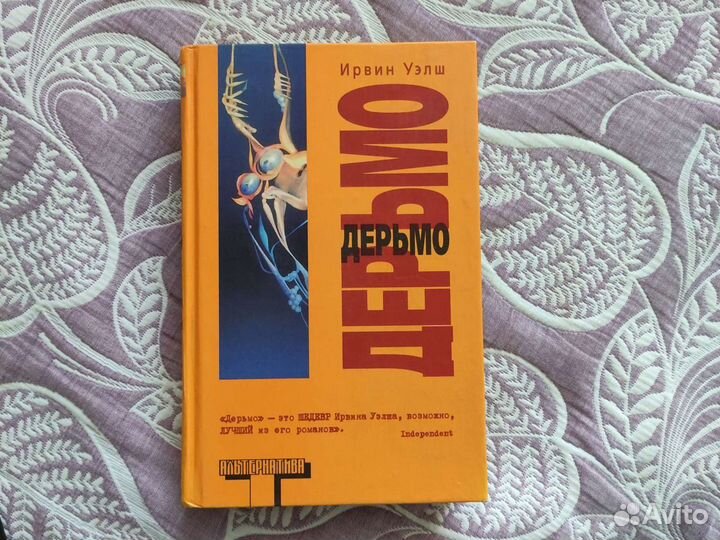 Ирвин Уэлш
ДЕРЬМО
ДЕРЬМО
«Дерьмо» — это ШЕДЕВР Ирвина Уэлша, возможно,
ЛУЧШИЙ из его романов».
Independent
АЛЬТЕРНАТИВА
Avito